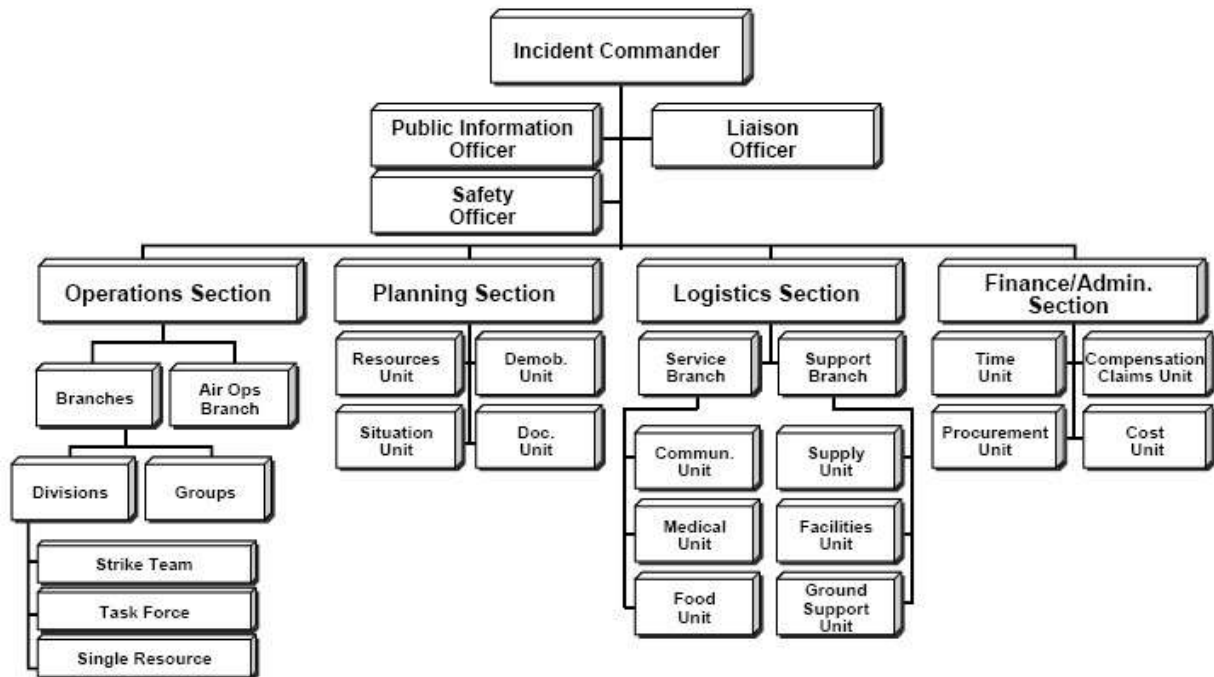 Incident Commander
Public Information
Officer
Liaison
Officer
Safety
Officer
Operations Section
Planning Section
Logistics Section
Finance/Admin.
Section
Branches
Air Ops
Branch
Divisions
Groups
Strike Team
Task Force
Single Resource
Resources
Unit
Demob.
Unit
Situation
Unit
Doc.
Unit
Service
Branch
Support
Branch
Commun.
Unit
Supply
Unit
Medical
Unit
Facilities
Unit
Food
Unit
Ground
Support
Unit
Time
Unit
Compensation
Claims Unit
Procurement
Unit
Cost
Unit